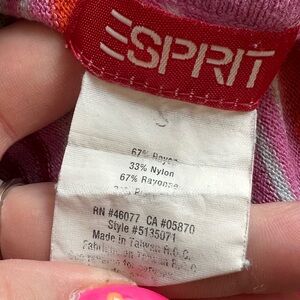 ESPRIT
S
67% Rayon
33% Nylon
67% Rayonne
RN #46077 CA #05870
Style #5135071
Made in Taiwan R.O.C.